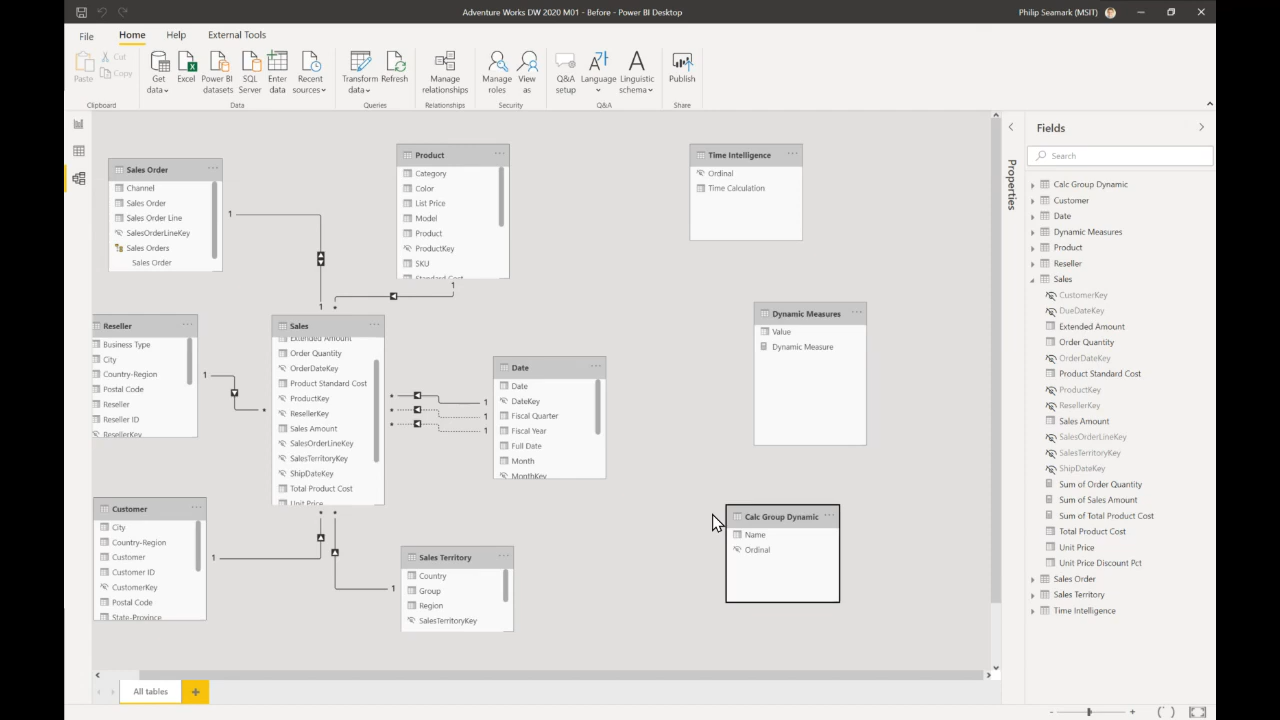 Adventure Works DW 2020 M01 - Before - Power BI Desktop
Philip Seamark (MSIT)
File
Home
Help
External Tools
Paste
Cut
Copy
Get
data
Excel
Power BI
datasets
SQL
Server
Enter
data
Recent
sources
Transform
data
Refresh
Manage
relationships
Manage
roles
View
as
Q&A
setup
Language
Linguistic
schema
Publish
Clipboard
Data
Queries
Relationships
Security
Q&A
Share
Sales Order
Channel
Sales Order
Sales Order Line
SalesOrderLineKey
Sales Orders
Sales Order
Product
Category
Color
List Price
Model
Product
ProductKey
SKU
Standard Cost
Time Intelligence
Ordinal
Time Calculation
1
1
1
*
Reseller
Business Type
City
Country-Region
Postal Code
Reseller
Reseller ID
ResellerKey
1
*
Sales
Extended Amount
Order Quantity
OrderDateKey
Product Standard Cost
ProductKey
ResellerKey
Sales Amount
SalesOrderLineKey
SalesTerritoryKey
ShipDateKey
Total Product Cost
Unit Price
*
*
*
1
1
1
Date
Date
DateKey
Fiscal Quarter
Fiscal Year
Full Date
Month
MonthKey
Dynamic Measures
Value
Dynamic Measure
Customer
City
Country-Region
Customer
Customer ID
CustomerKey
Postal Code
State-Province
1
*
*
1
Sales Territory
Country
Group
Region
SalesTerritoryKey
Calc Group Dynamic
Name
Ordinal
Properties
Fields
Search
Calc Group Dynamic
Customer
Date
Dynamic Measures
Product
Reseller
Sales
CustomerKey
DueDateKey
Extended Amount
Order Quantity
OrderDateKey
Product Standard Cost
ProductKey
ResellerKey
Sales Amount
SalesOrderLineKey
SalesTerritoryKey
ShipDateKey
Sum of Order Quantity
Sum of Sales Amount
Sum of Total Product Cost
Total Product Cost
Unit Price
Unit Price Discount Pct
Sales Order
Sales Territory
Time Intelligence
All tables